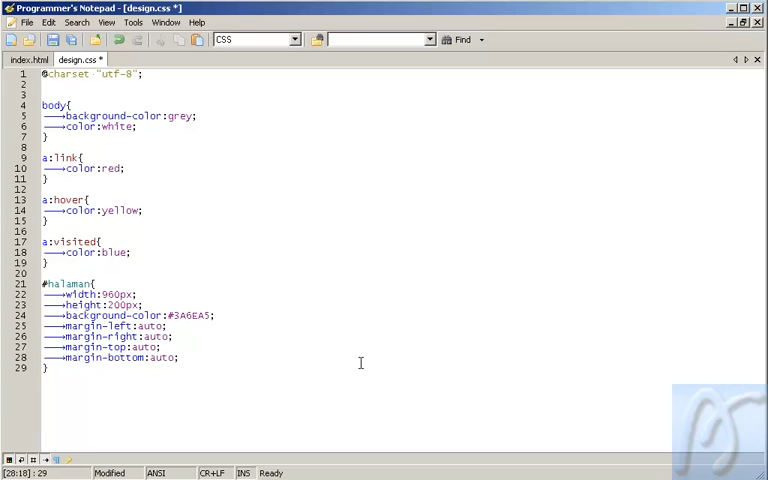 Programmer's Notepad - [design.css *]
File Edit Search View Tools Window Help
CSS Find
index.html design.css *
1 @charset "utf-8";
2
3
4 body{
5 background-color:grey;
6 color:white;
7 }
8
9 a:link{
10 color:red;
11 }
12
13 a:hover{
14 color:yellow;
15 }
16
17 a:visited{
18 color:blue;
19 }
20
21 #halaman{
22 width:960px;
23 height:200px;
24 background-color:#3A6EA5;
25 margin-left:auto;
26 margin-right:auto;
27 margin-top:auto;
28 margin-bottom:auto;
29 }
[28:18] : 29 Modified ANSI CR+LF INS Ready